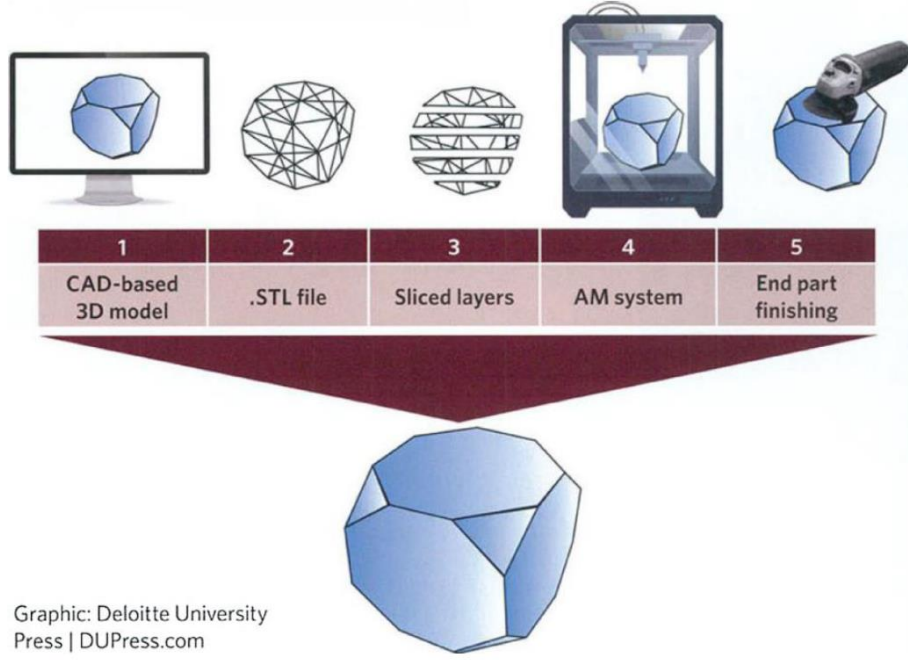 1
2
3
4
5
CAD-based
3D model
.STL file
Sliced layers
AM system
End part
finishing
Graphic: Deloitte University
Press | DUPress.com